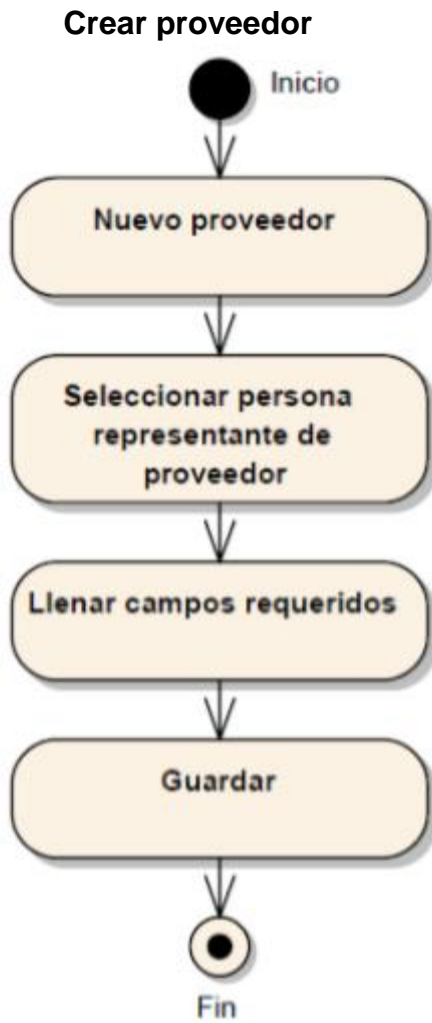 Crear proveedor
Inicio
Nuevo proveedor
Seleccionar persona
representante de
proveedor
Llenar campos requeridos
Guardar
Fin